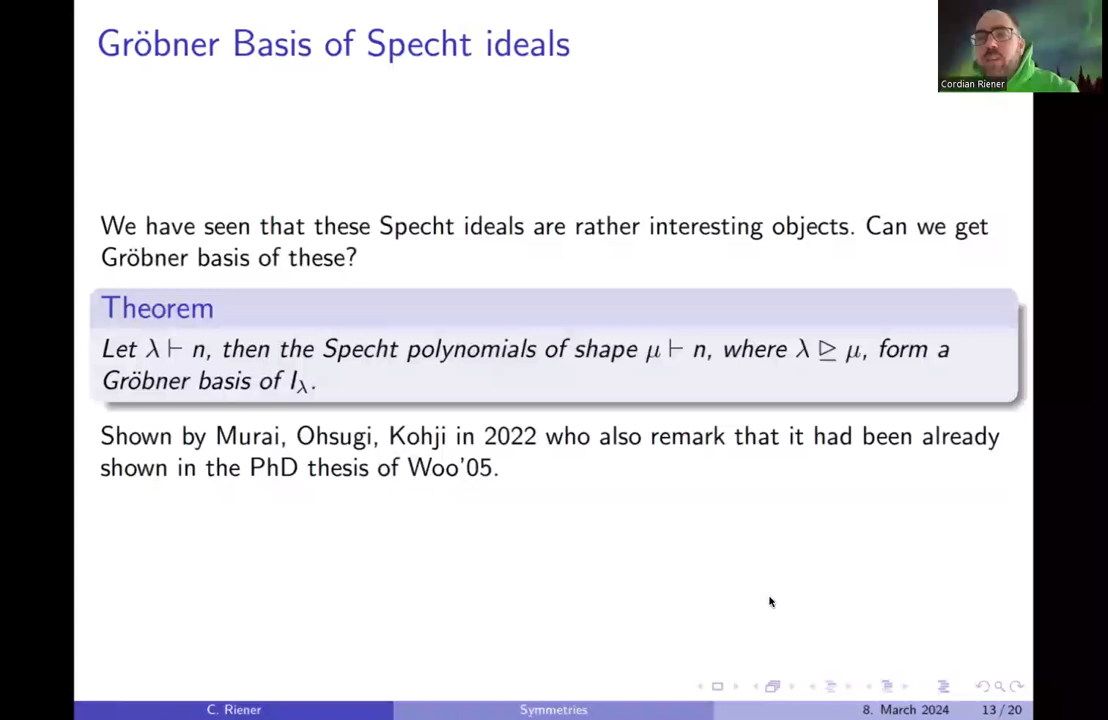 Gröbner Basis of Specht ideals
Cordian Riener
We have seen that these Specht ideals are rather interesting objects. Can we get
Gröbner basis of these?
Theorem
Let λ ⊢ n, then the Specht polynomials of shape μ ⊢ n, where λ ⊵ μ, form a
Gröbner basis of I_λ.
Shown by Murai, Ohsugi, Kohji in 2022 who also remark that it had been already
shown in the PhD thesis of Woo'05.
C. Riener Symmetries 8. March 2024 13 / 20